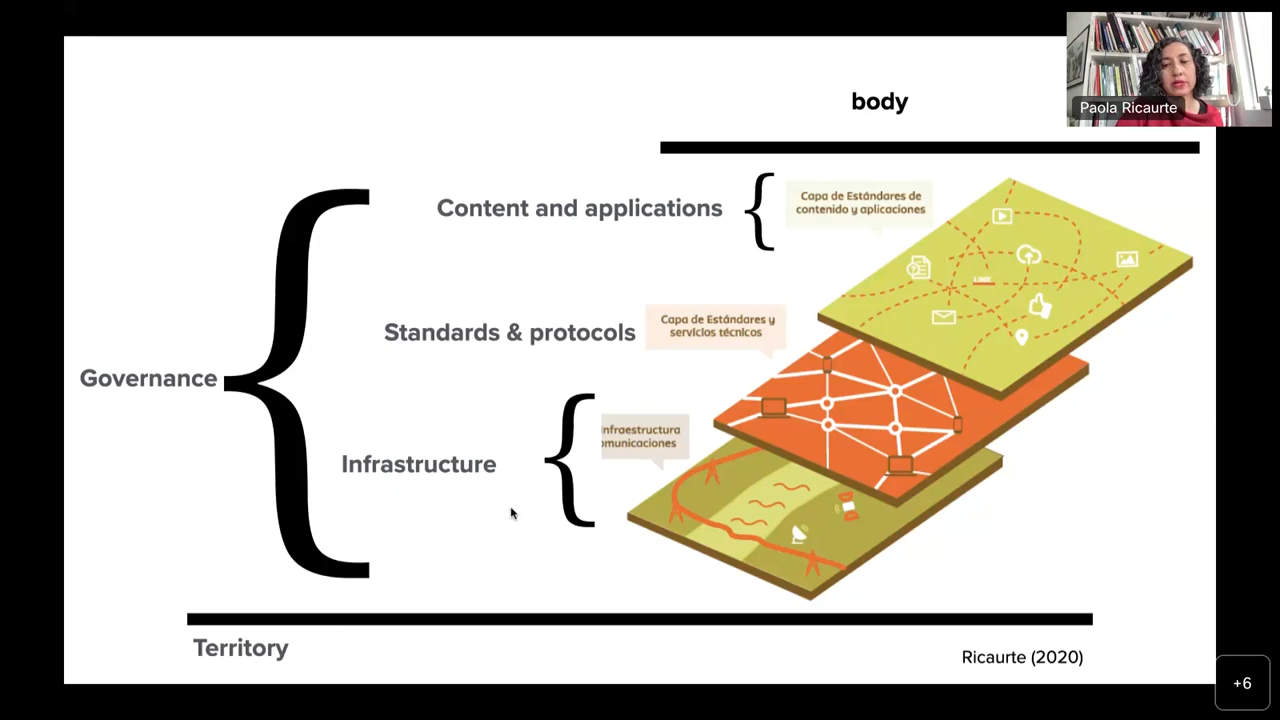 body
Paola Ricaurte
Content and applications
Capa de Estándares de
contenido y aplicaciones
Standards & protocols
Capa de Estándares y
servicios técnicos
Governance
Infrastructure
nfraestructura
omunicaciones
Territory
Ricaurte (2020)
+6